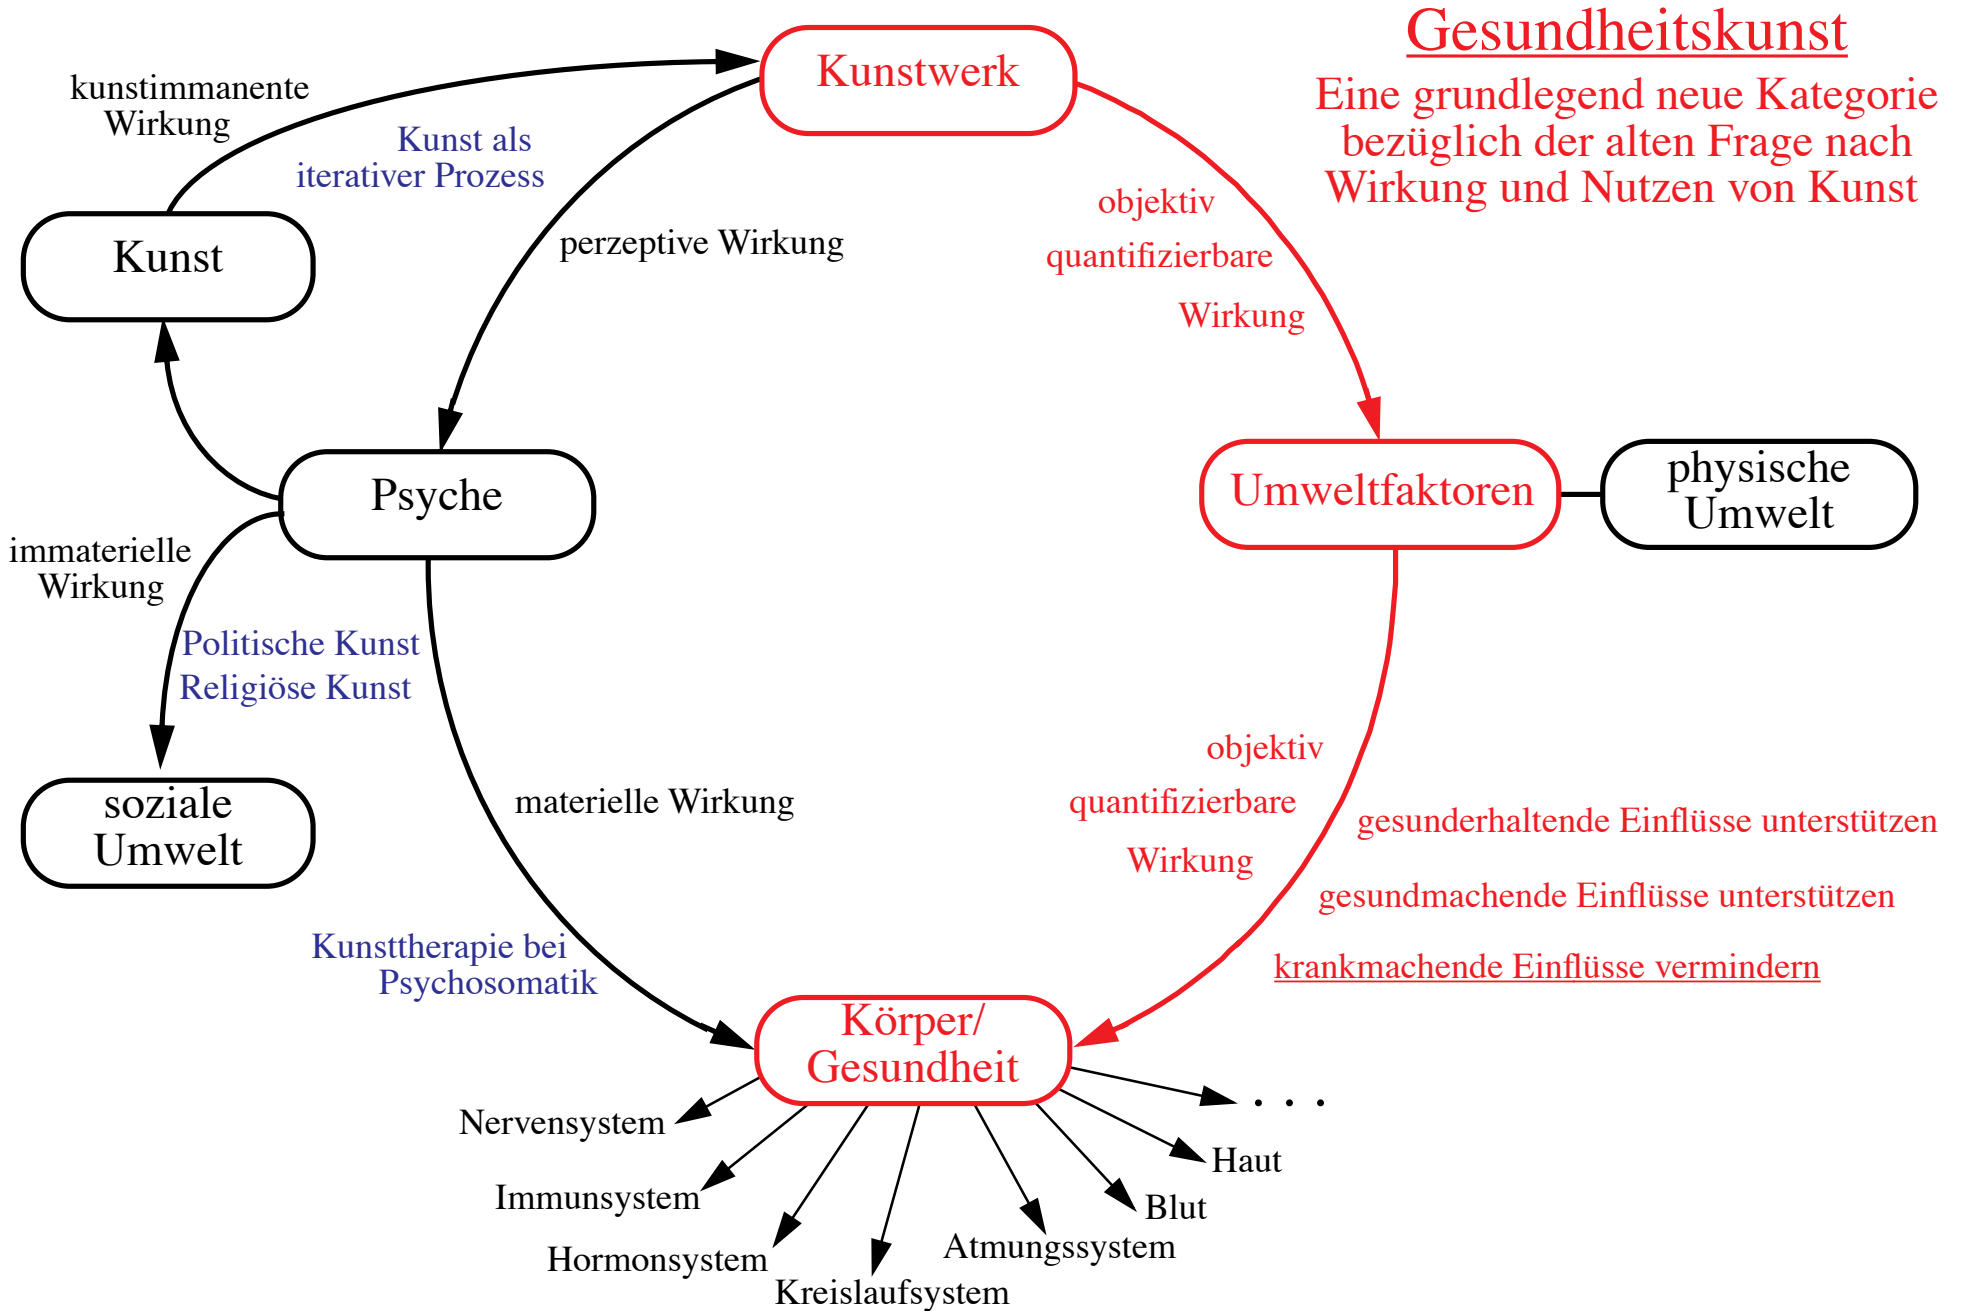 Gesundheitskunst
Eine grundlegend neue Kategorie
bezüglich der alten Frage nach
Wirkung und Nutzen von Kunst
Kunstwerk
kunstimmanente
Wirkung
Kunst als
iterativer Prozess
Kunst
perzeptive Wirkung
objektiv
quantifizierbare
Wirkung
Psyche
Umweltfaktoren
physische
Umwelt
immaterielle
Wirkung
Politische Kunst
Religiöse Kunst
soziale
Umwelt
materielle Wirkung
objektiv
quantifizierbare
Wirkung
gesunderhaltende Einflüsse unterstützen
gesundmachende Einflüsse unterstützen
krankmachende Einflüsse vermindern
Kunsttherapie bei
Psychosomatik
Körper/
Gesundheit
Nervensystem
Immunsystem
Hormonsystem
Kreislaufsystem
Atmungssystem
Blut
Haut
. . .